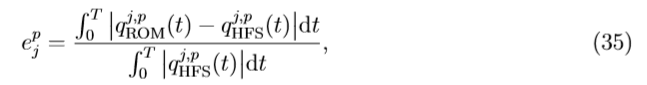 $e_j^p = \frac{\int_0^T |q_{\mathrm{ROM}}^{j,p}(t) - q_{\mathrm{HFS}}^{j,p}(t)| \mathrm{d}t}{\int_0^T |q_{\mathrm{HFS}}^{j,p}(t)| \mathrm{d}t},$ (35)